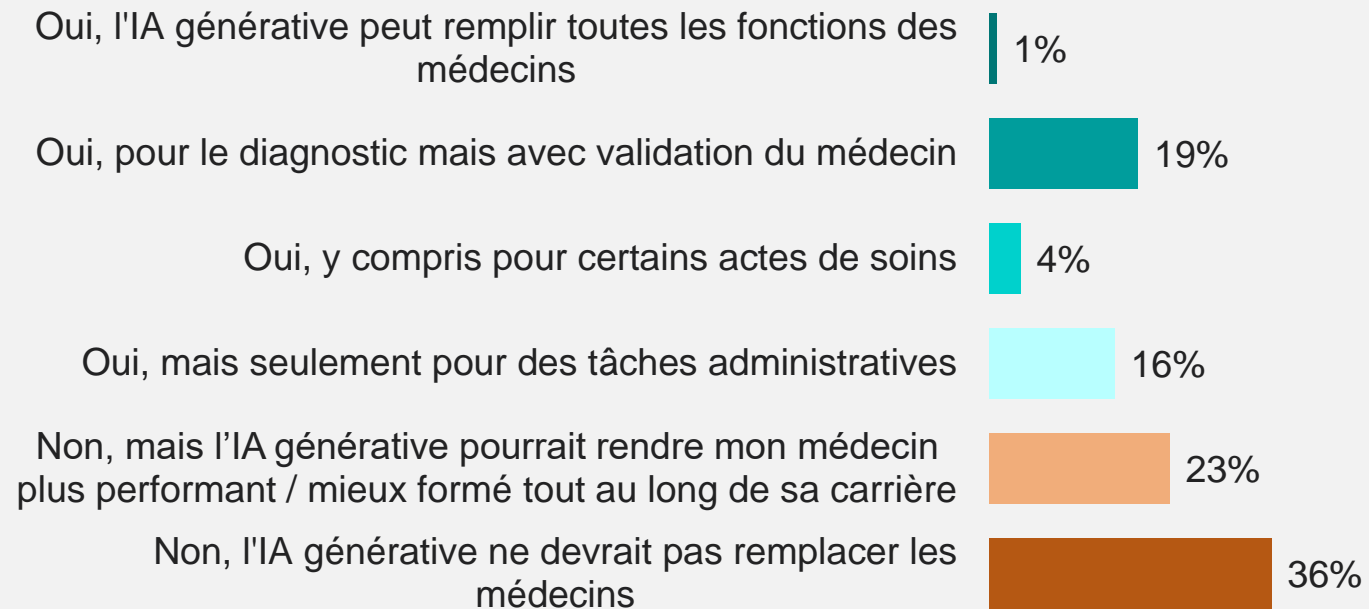 Oui, l'IA générative peut remplir toutes les fonctions des
médecins
1%
Oui, pour le diagnostic mais avec validation du médecin
19%
Oui, y compris pour certains actes de soins
4%
Oui, mais seulement pour des tâches administratives
16%
Non, mais l’IA générative pourrait rendre mon médecin
plus performant / mieux formé tout au long de sa carrière
23%
Non, l'IA générative ne devrait pas remplacer les
médecins
36%